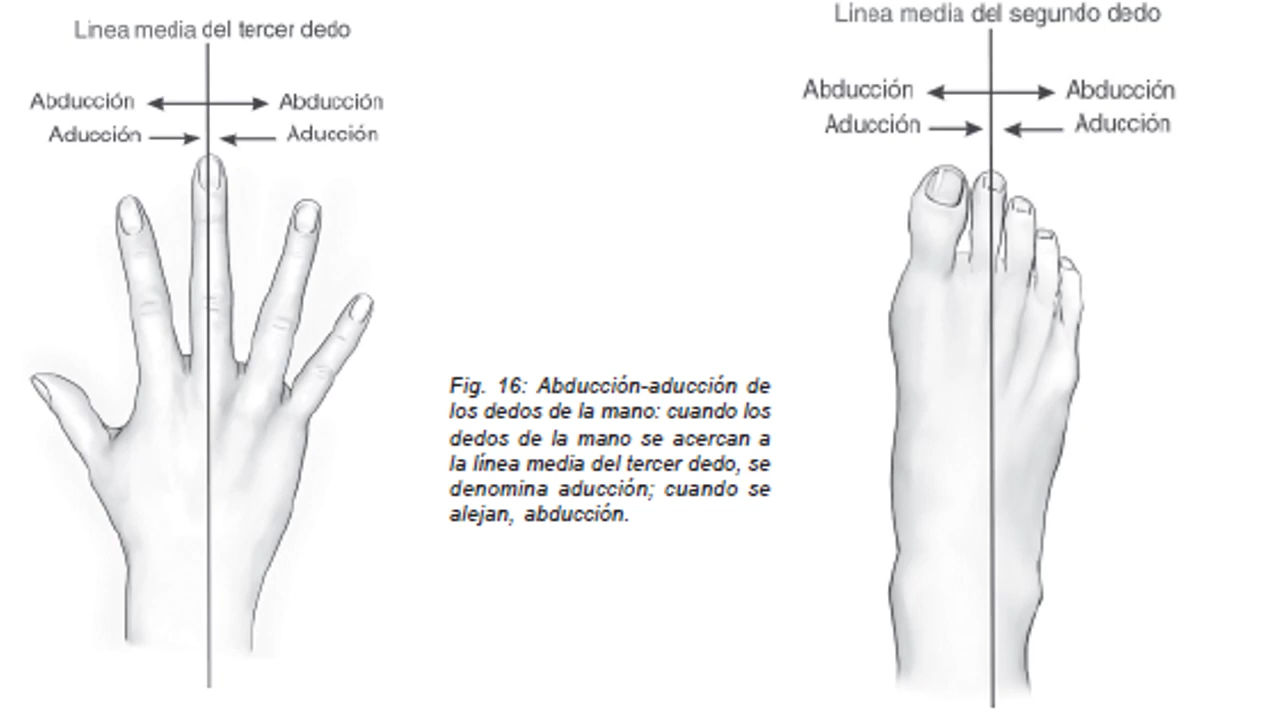 Linea media del tercer dedo
Abducción
Abducción
Aducción
Aducción
Fig. 16: Abducción-aducción de
los dedos de la mano: cuando los
dedos de la mano se acercan a
la línea media del tercer dedo, se
denomina aducción; cuando se
alejan, abducción.
Linea media del segundo dedo
Abducción
Abducción
Aducción
Aducción